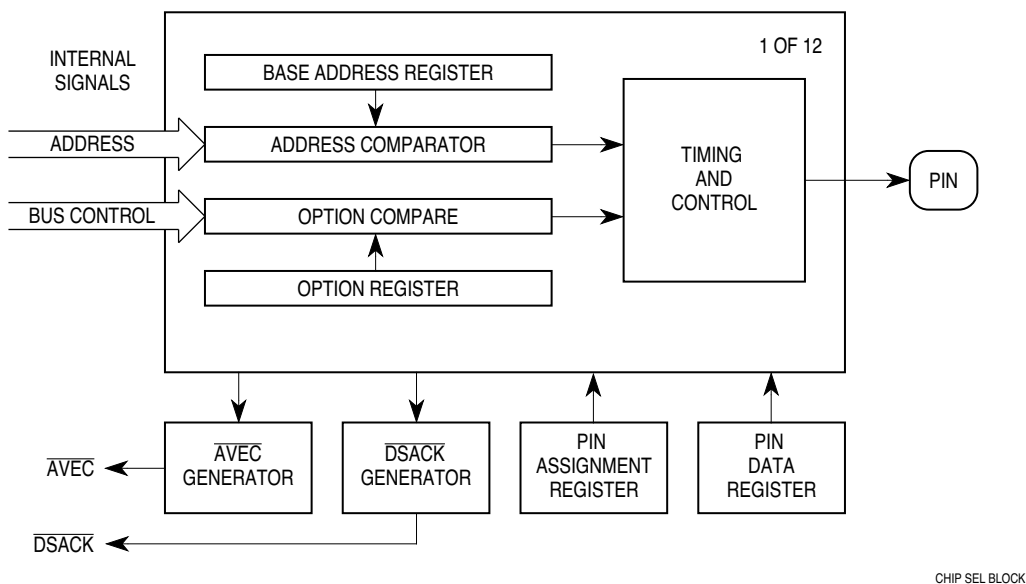 1 OF 12
INTERNAL
SIGNALS
BASE ADDRESS REGISTER
ADDRESS
ADDRESS COMPARATOR
TIMING
AND
CONTROL
PIN
BUS CONTROL
OPTION COMPARE
OPTION REGISTER
AVEC
AVEC
GENERATOR
DSACK
GENERATOR
PIN
ASSIGNMENT
REGISTER
PIN
DATA
REGISTER
DSACK
CHIP SEL BLOCK